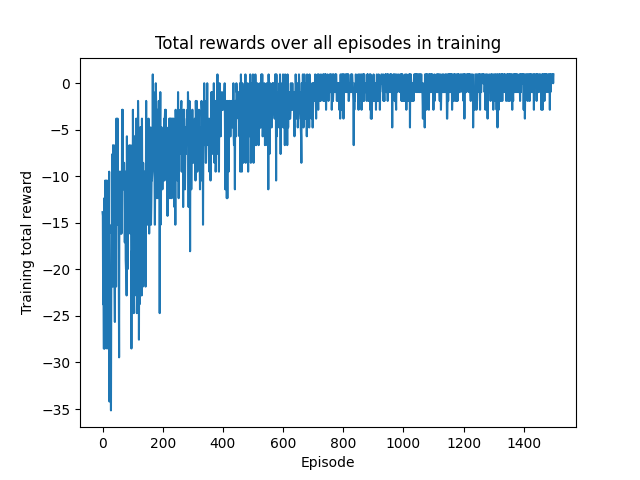 Total rewards over all episodes in training
0
−5
−10
−15
−20
−25
−30
−35
Training total reward
0 200 400 600 800 1000 1200 1400
Episode